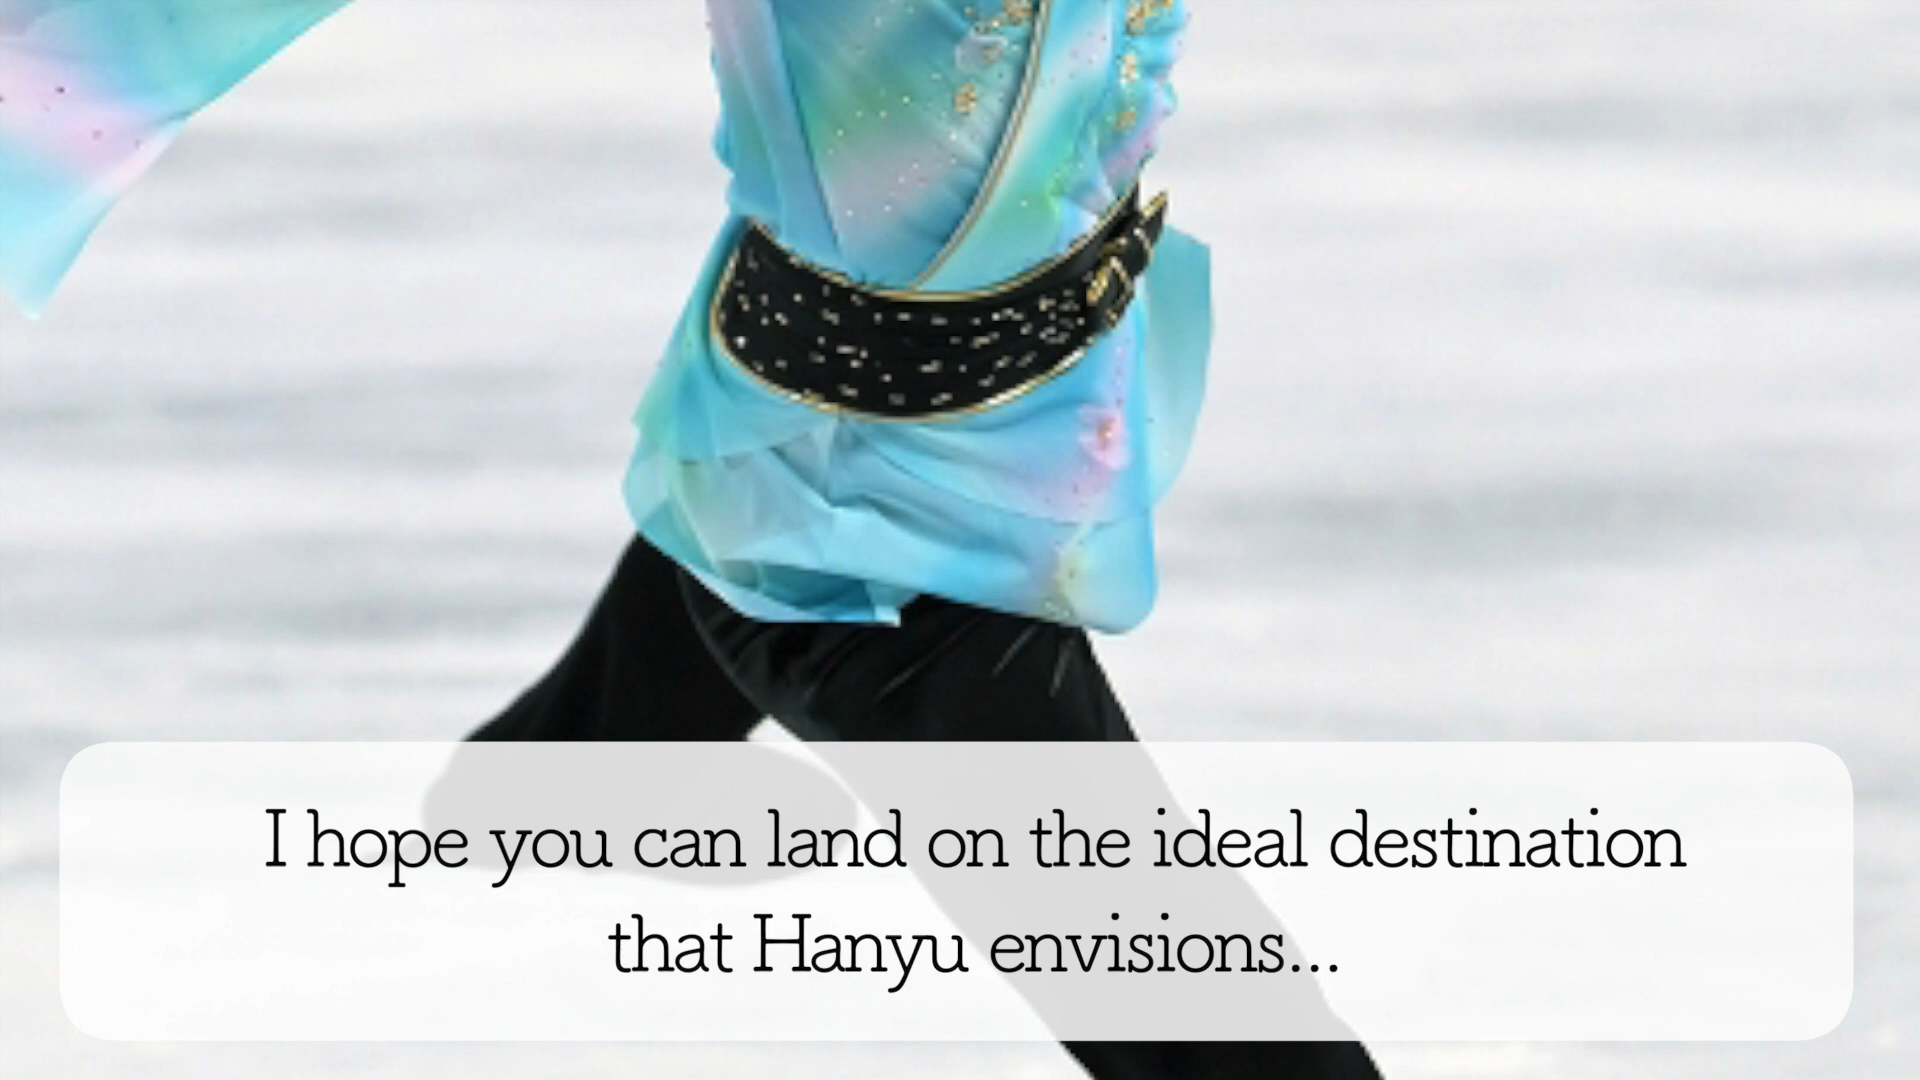 I hope you can land on the ideal destination
that Hanyu envisions...